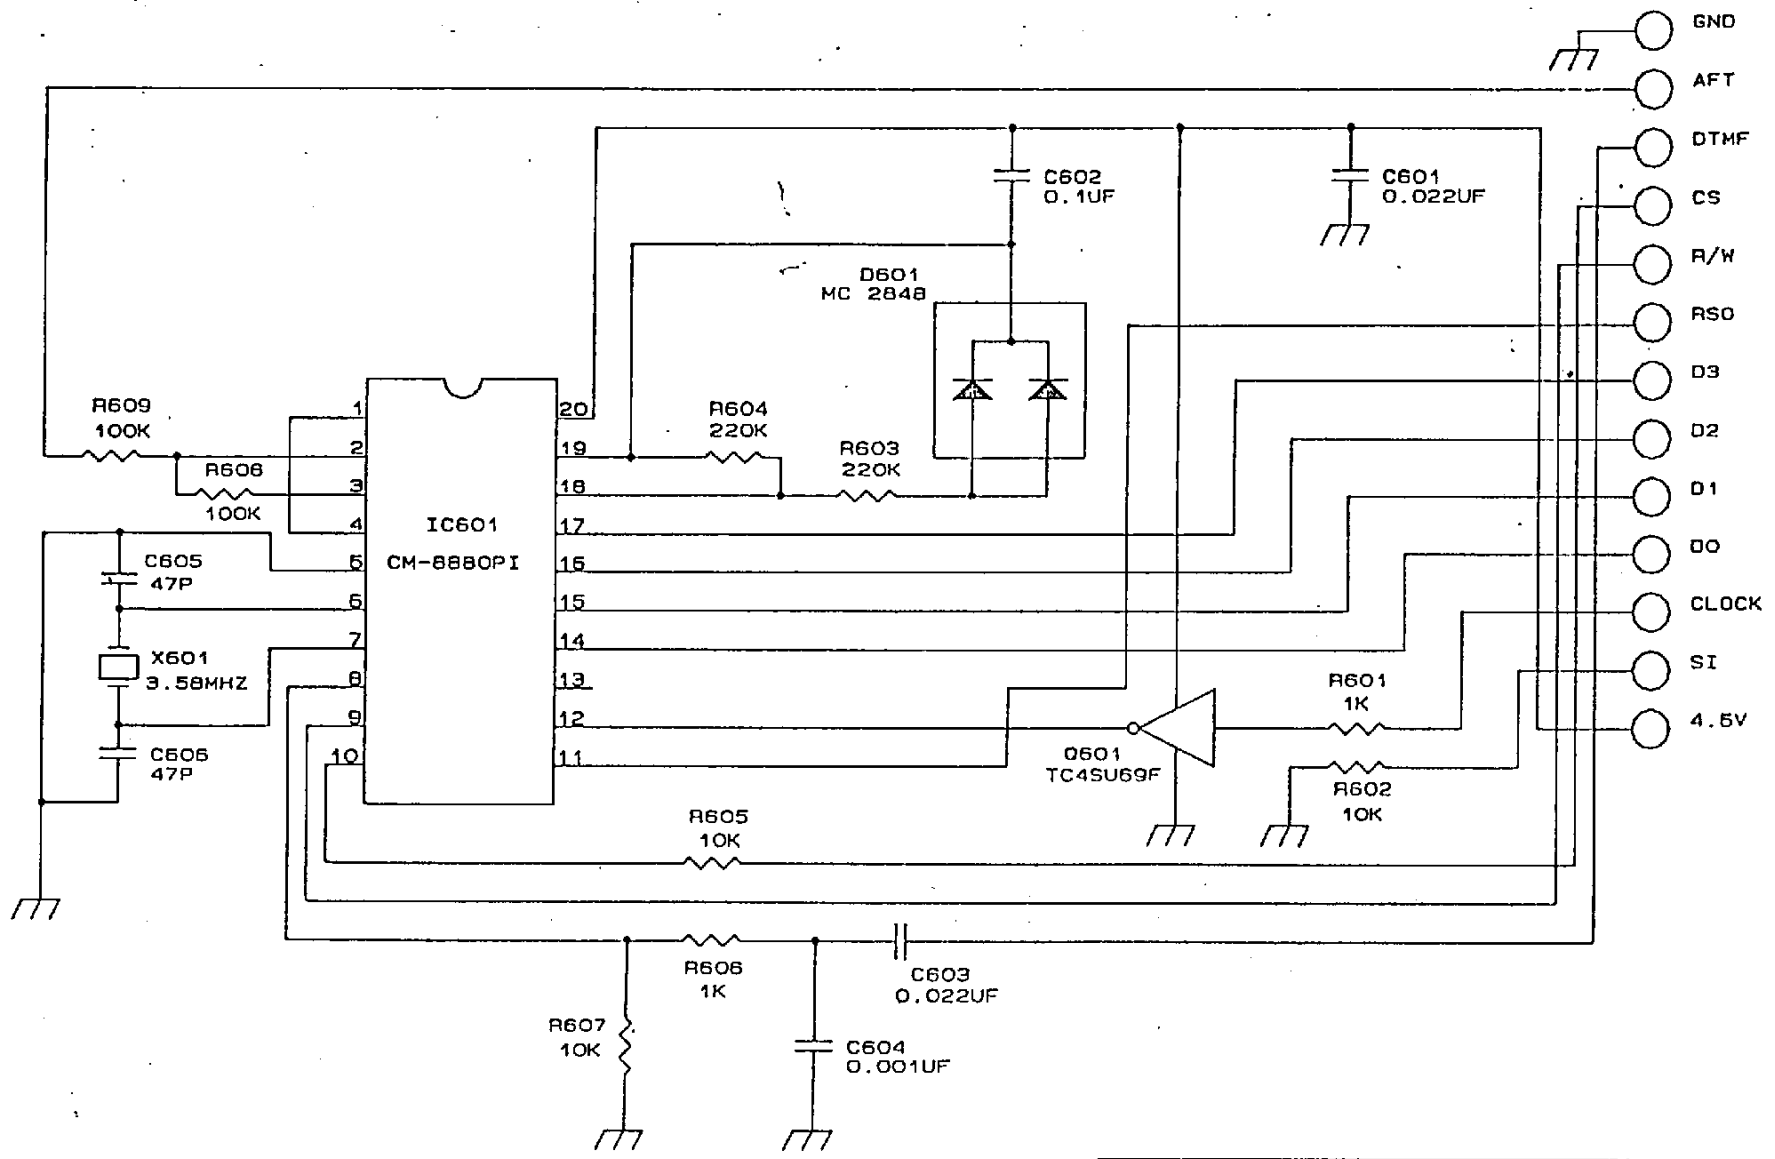 GND
AFT
DTMF
CS
R/W
RS0
D3
D2
D1
D0
CLOCK
SI
4.5V
C602
0.1UF
C601
0.022UF
D601
MC 2848
R609
100K
R608
100K
R604
220K
R603
220K
IC601
CM-8880PI
1
2
3
4
5
6
7
8
9
10
20
19
18
17
16
15
14
13
12
11
C605
47P
X601
3.58MHZ
C606
47P
R601
1K
Q601
TC4SU69F
R602
10K
R605
10K
R606
1K
C603
0.022UF
R607
10K
C604
0.001UF